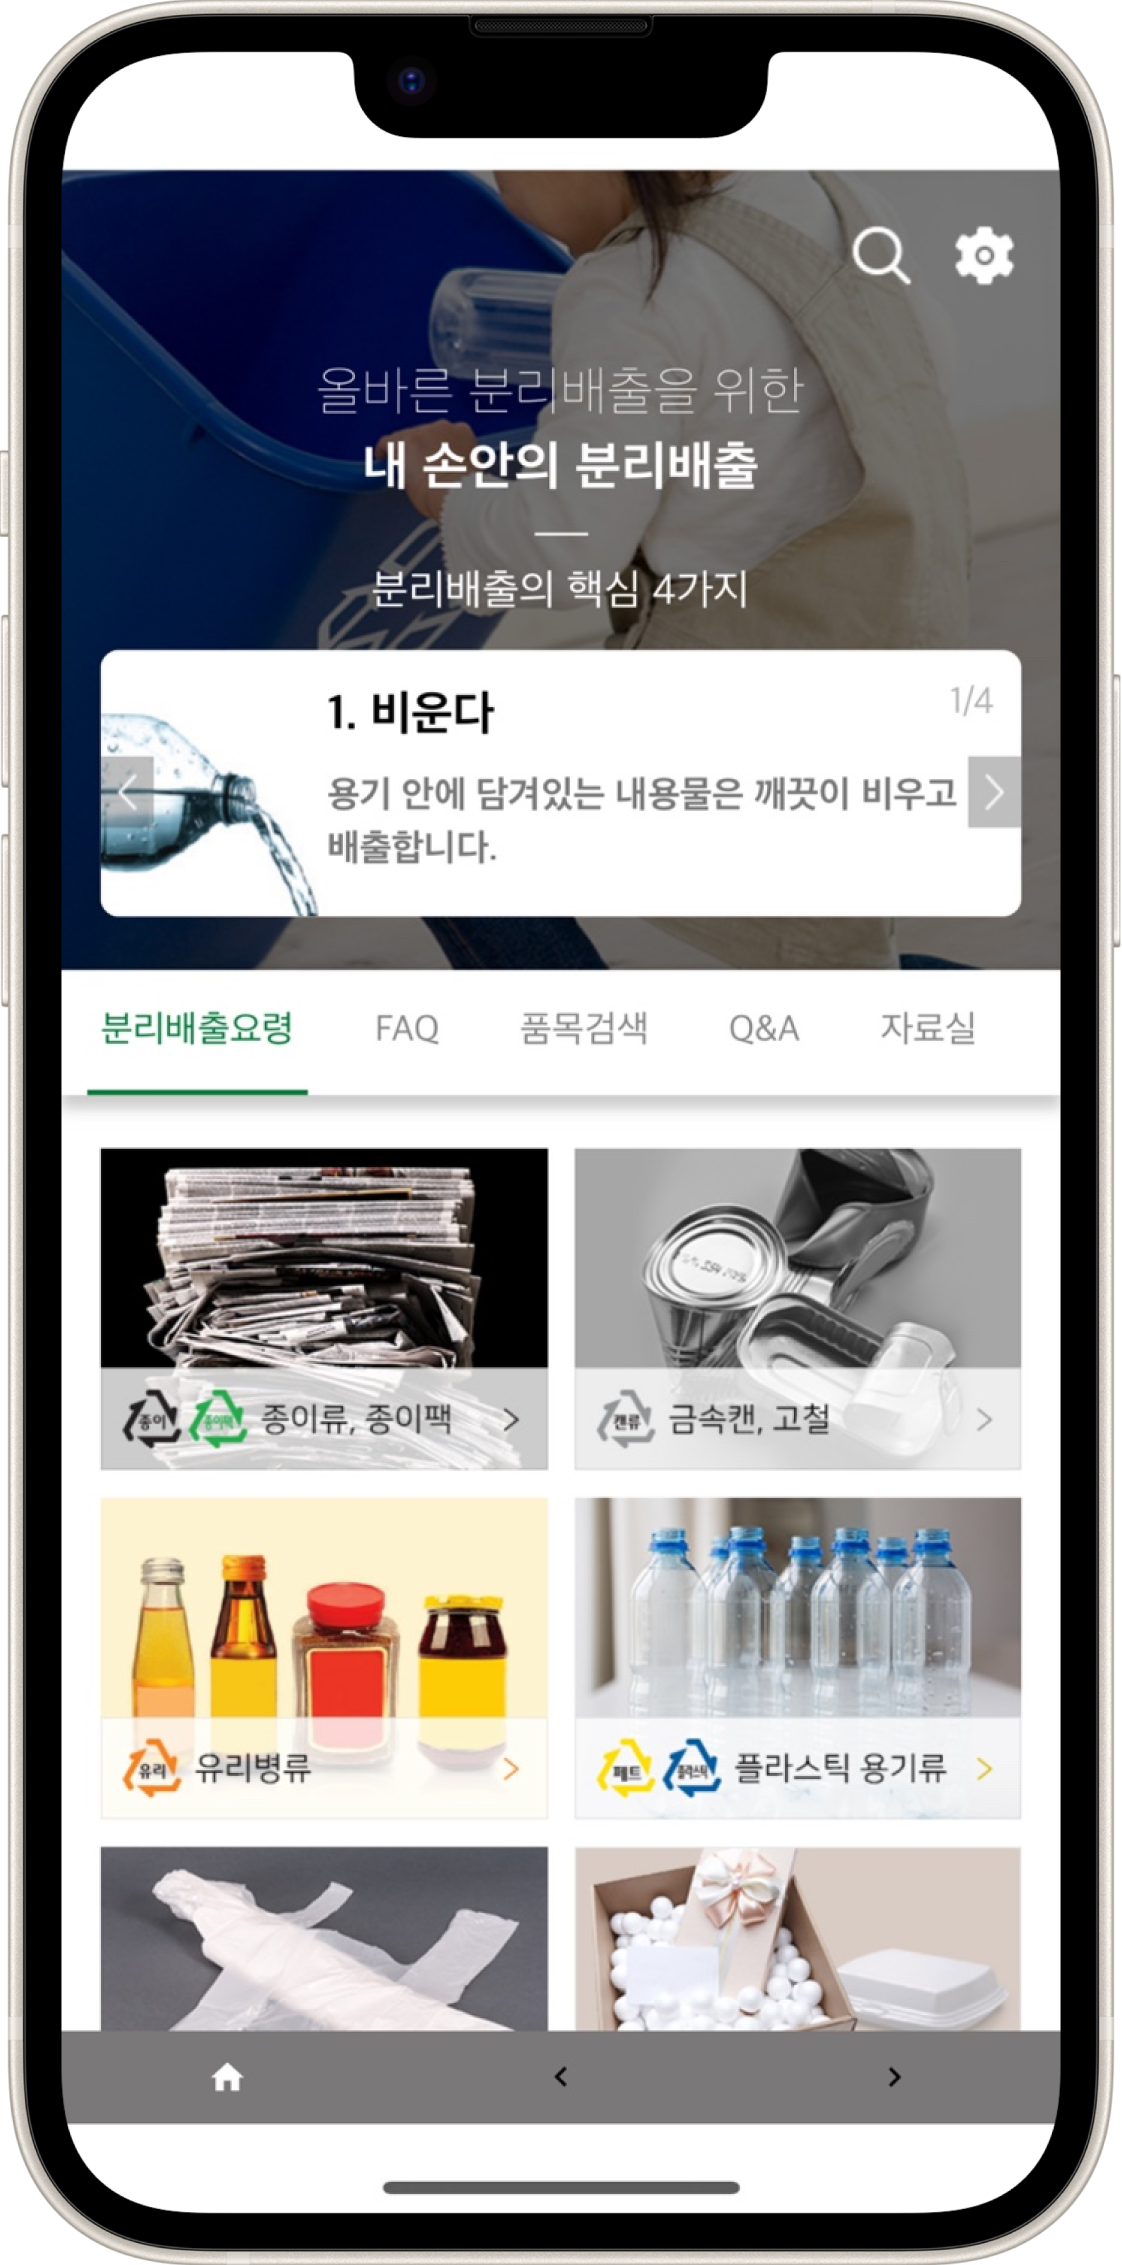 올바른 분리배출을 위한
내 손안의 분리배출
분리배출의 핵심 4가지
1. 비운다
1/4
용기 안에 담겨있는 내용물은 깨끗이 비우고
배출합니다.
분리배출요령 FAQ 품목검색 Q&A 자료실
종이 종이팩 종이류, 종이팩
캔류 금속캔, 고철
유리 유리병류
페트 플라스틱 플라스틱 용기류